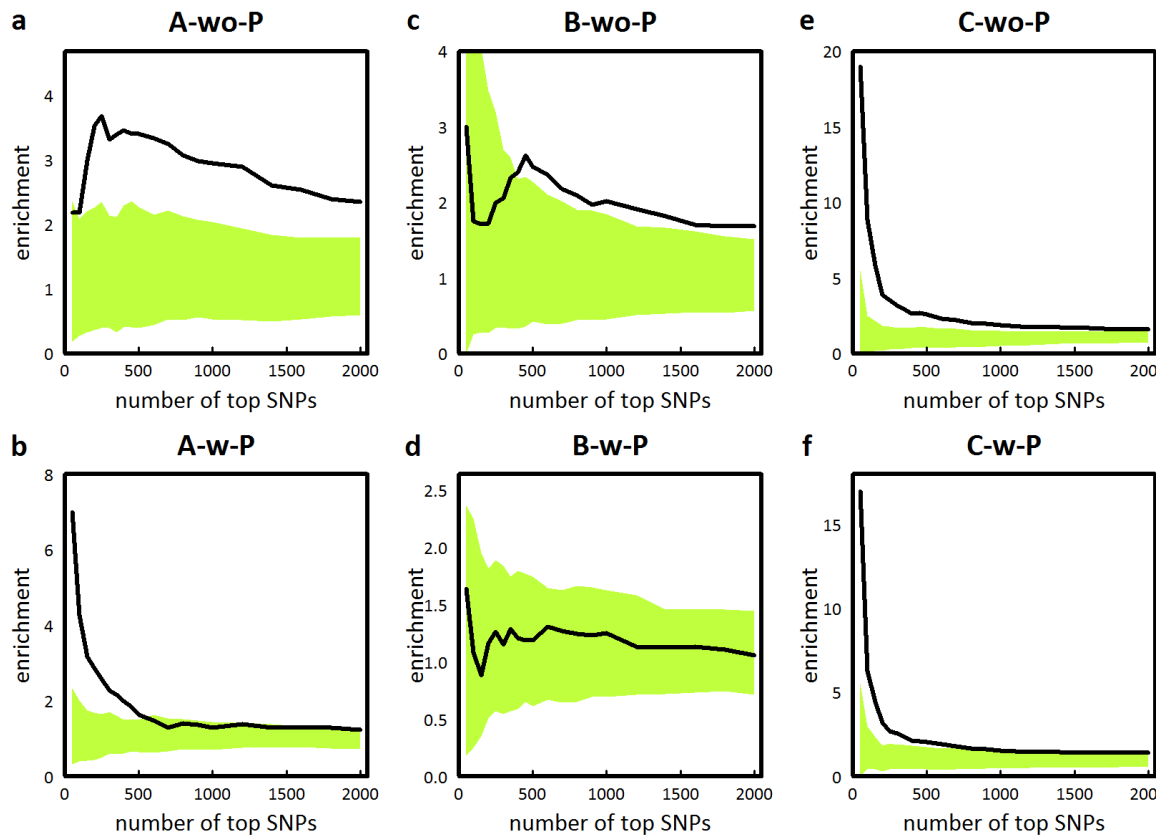 a A-wo-P
enrichment
4
3
2
1
0
0 500 1000 1500 2000
number of top SNPs
c B-wo-P
enrichment
4
3
2
1
0
0 500 1000 1500 2000
number of top SNPs
e C-wo-P
enrichment
20
15
10
5
0
0 500 1000 1500 200
number of top SNPs
b A-w-P
enrichment
8
6
4
2
0
0 500 1000 1500 2000
number of top SNPs
d B-w-P
enrichment
2.5
2.0
1.5
1.0
0.5
0.0
0 500 1000 1500 2000
number of top SNPs
f C-w-P
enrichment
15
10
5
0
0 500 1000 1500 200
number of top SNPs